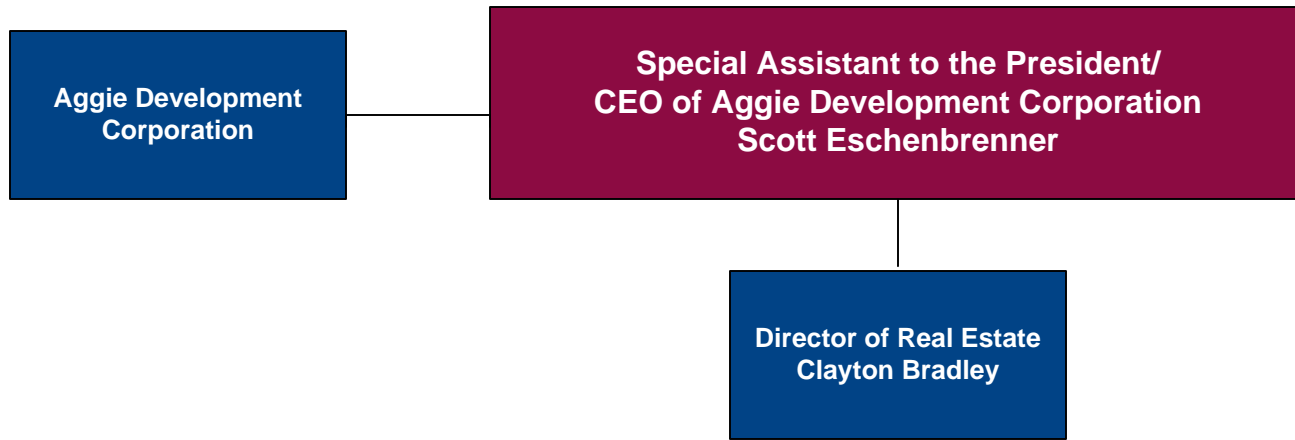 Aggie Development
Corporation
Special Assistant to the President/
CEO of Aggie Development Corporation
Scott Eschenbrenner
Director of Real Estate
Clayton Bradley